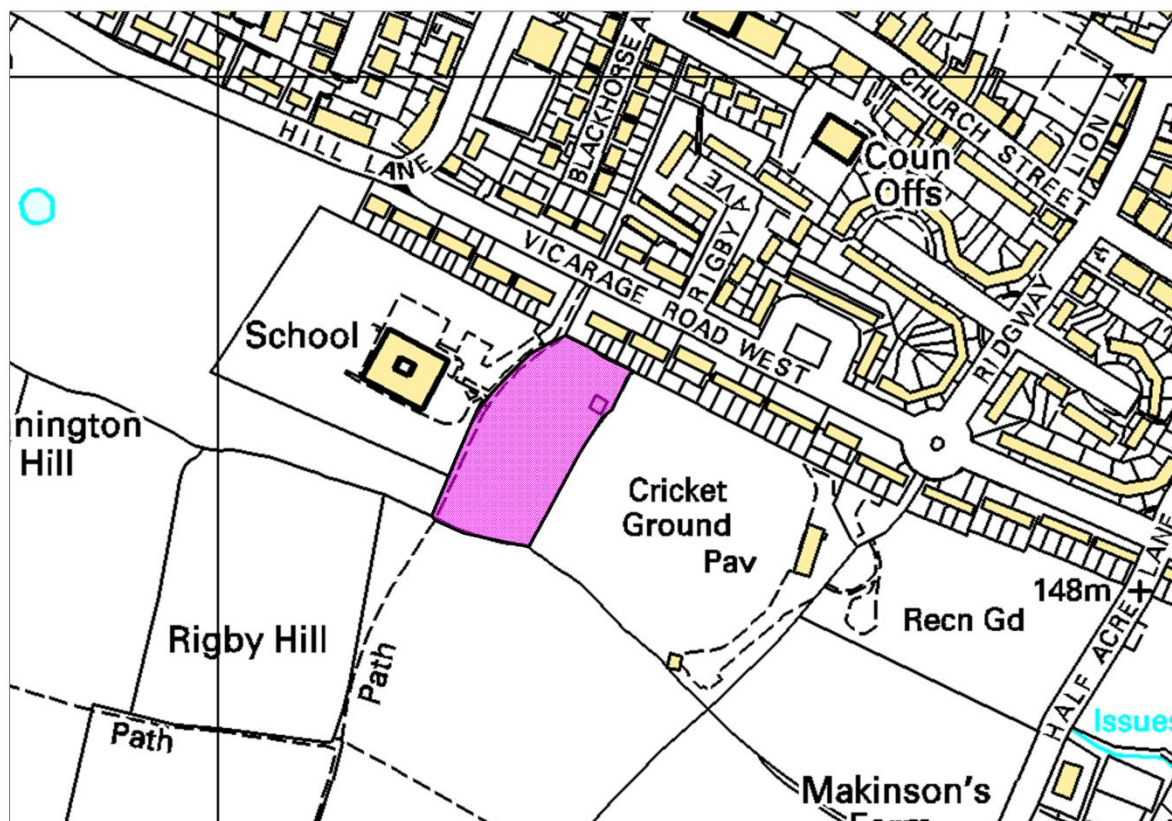 CHURCH STREET
LION LA
BLACKHORSE A
HILL LANE
Coun
Offs
RIGBY AVE
VICARAGE ROAD WEST
RIDGWAY
School
nington
Hill
Cricket
Ground
Pav
148m
Recn Gd
HALF ACRE LANE
Rigby Hill
Path
Path
Issues
Makinson's
Farm